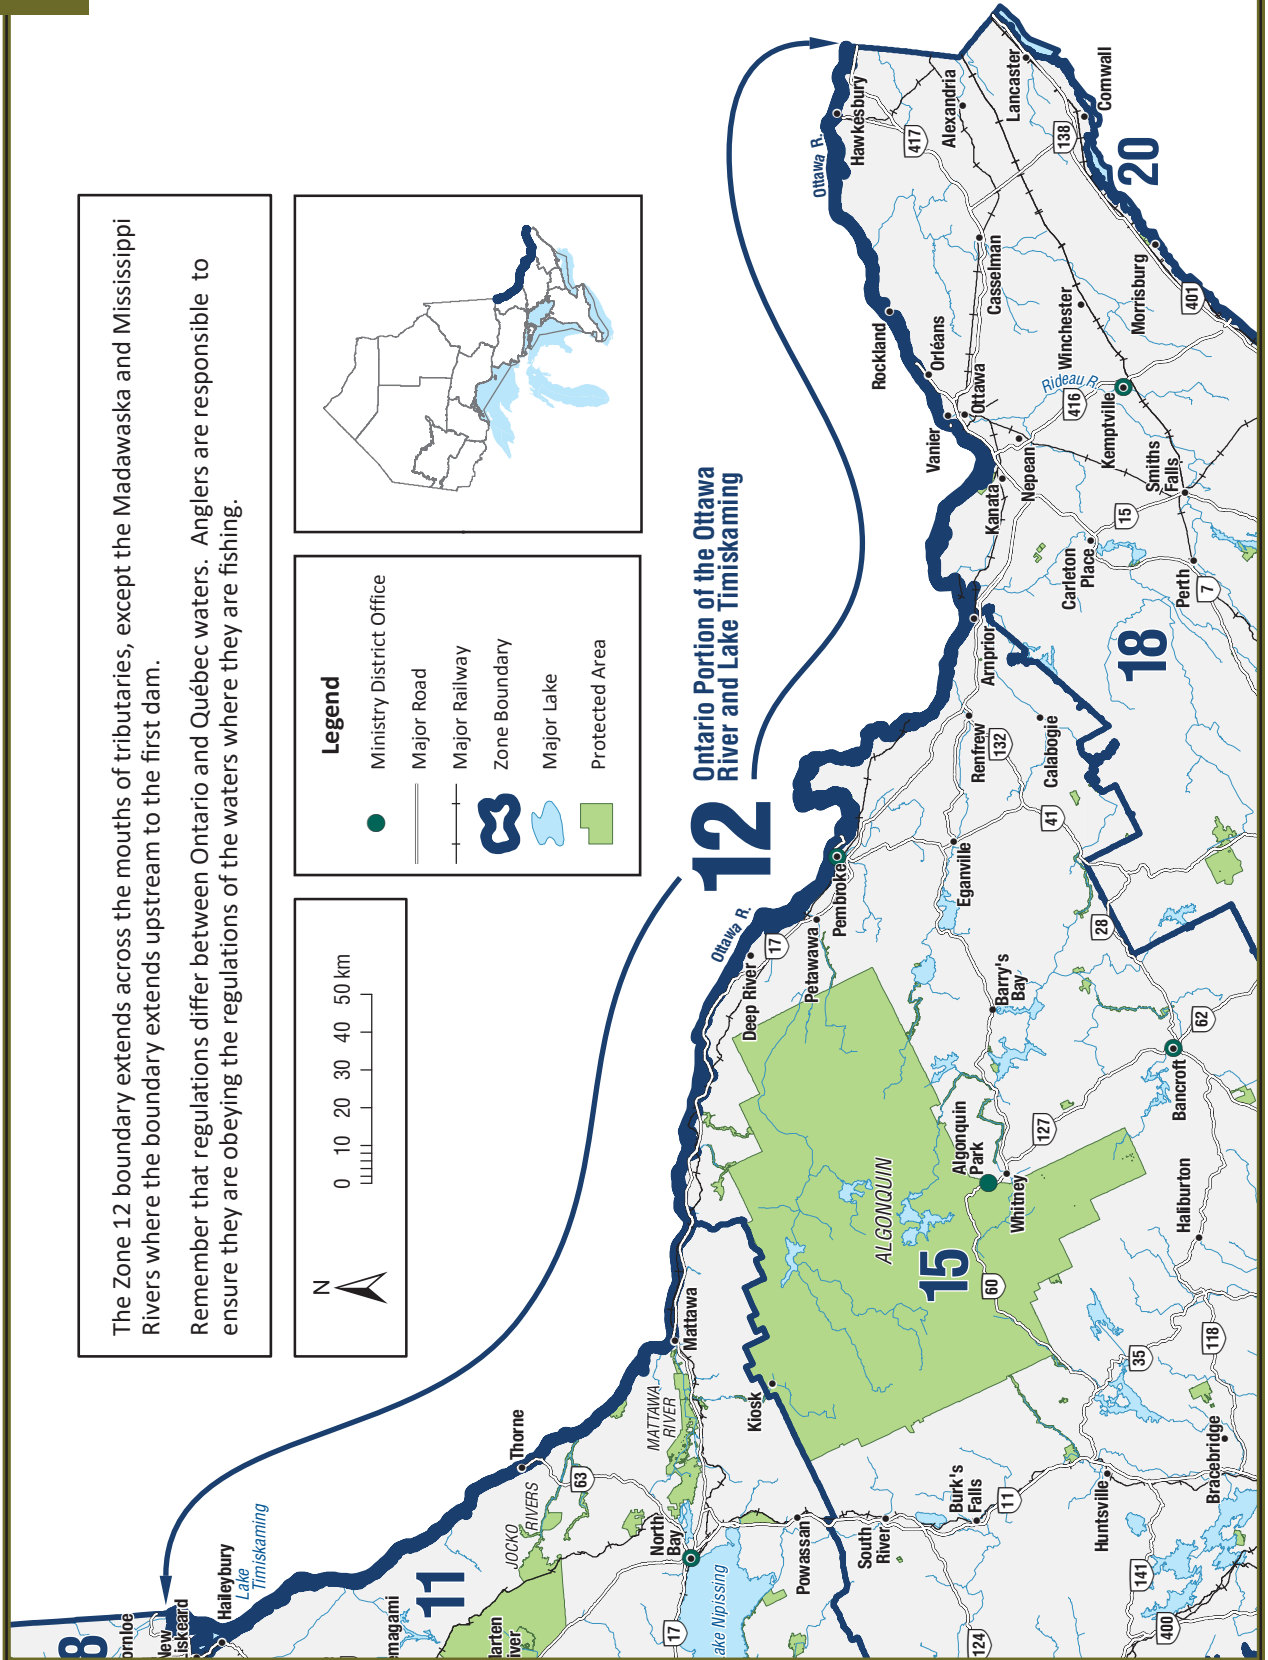 The Zone 12 boundary extends across the mouths of tributaries, except the Madawaska and Mississippi
Rivers where the boundary extends upstream to the first dam.
Remember that regulations differ between Ontario and Québec waters.  Anglers are responsible to
ensure they are obeying the regulations of the waters where they are fishing.
N
0 10 20 30 40 50 km
Legend
Ministry District Office
Major Road
Major Railway
Zone Boundary
Major Lake
Protected Area
12
Ontario Portion of the Ottawa
River and Lake Timiskaming
8
New
Liskeard
Haileybury
Lake
Timiskaming
11
Thorne
JOCKO
RIVERS
63
MATTAWA
RIVER
Mattawa
North
Bay
17
Powassan
South
River
Burk's
Falls
11
124
Kiosk
ALGONQUIN
15
60
Algonquin
Park
Whitney
127
Huntsville
141
400
Bracebridge
118
35
Haliburton
Bancroft
62
28
Barry's
Bay
Ottawa R.
Deep River
17
Petawawa
Pembroke
Eganville
41
Renfrew
132
Calabogie
Arnprior
18
Carleton
Place
Perth
7
15
Smiths
Falls
Kanata
Nepean
Kemptville
416
Rideau R.
Winchester
Vanier
Ottawa
Orléans
Rockland
Casselman
Morrisburg
401
20
138
Cornwall
Lancaster
Alexandria
417
Hawkesbury
Ottawa R.